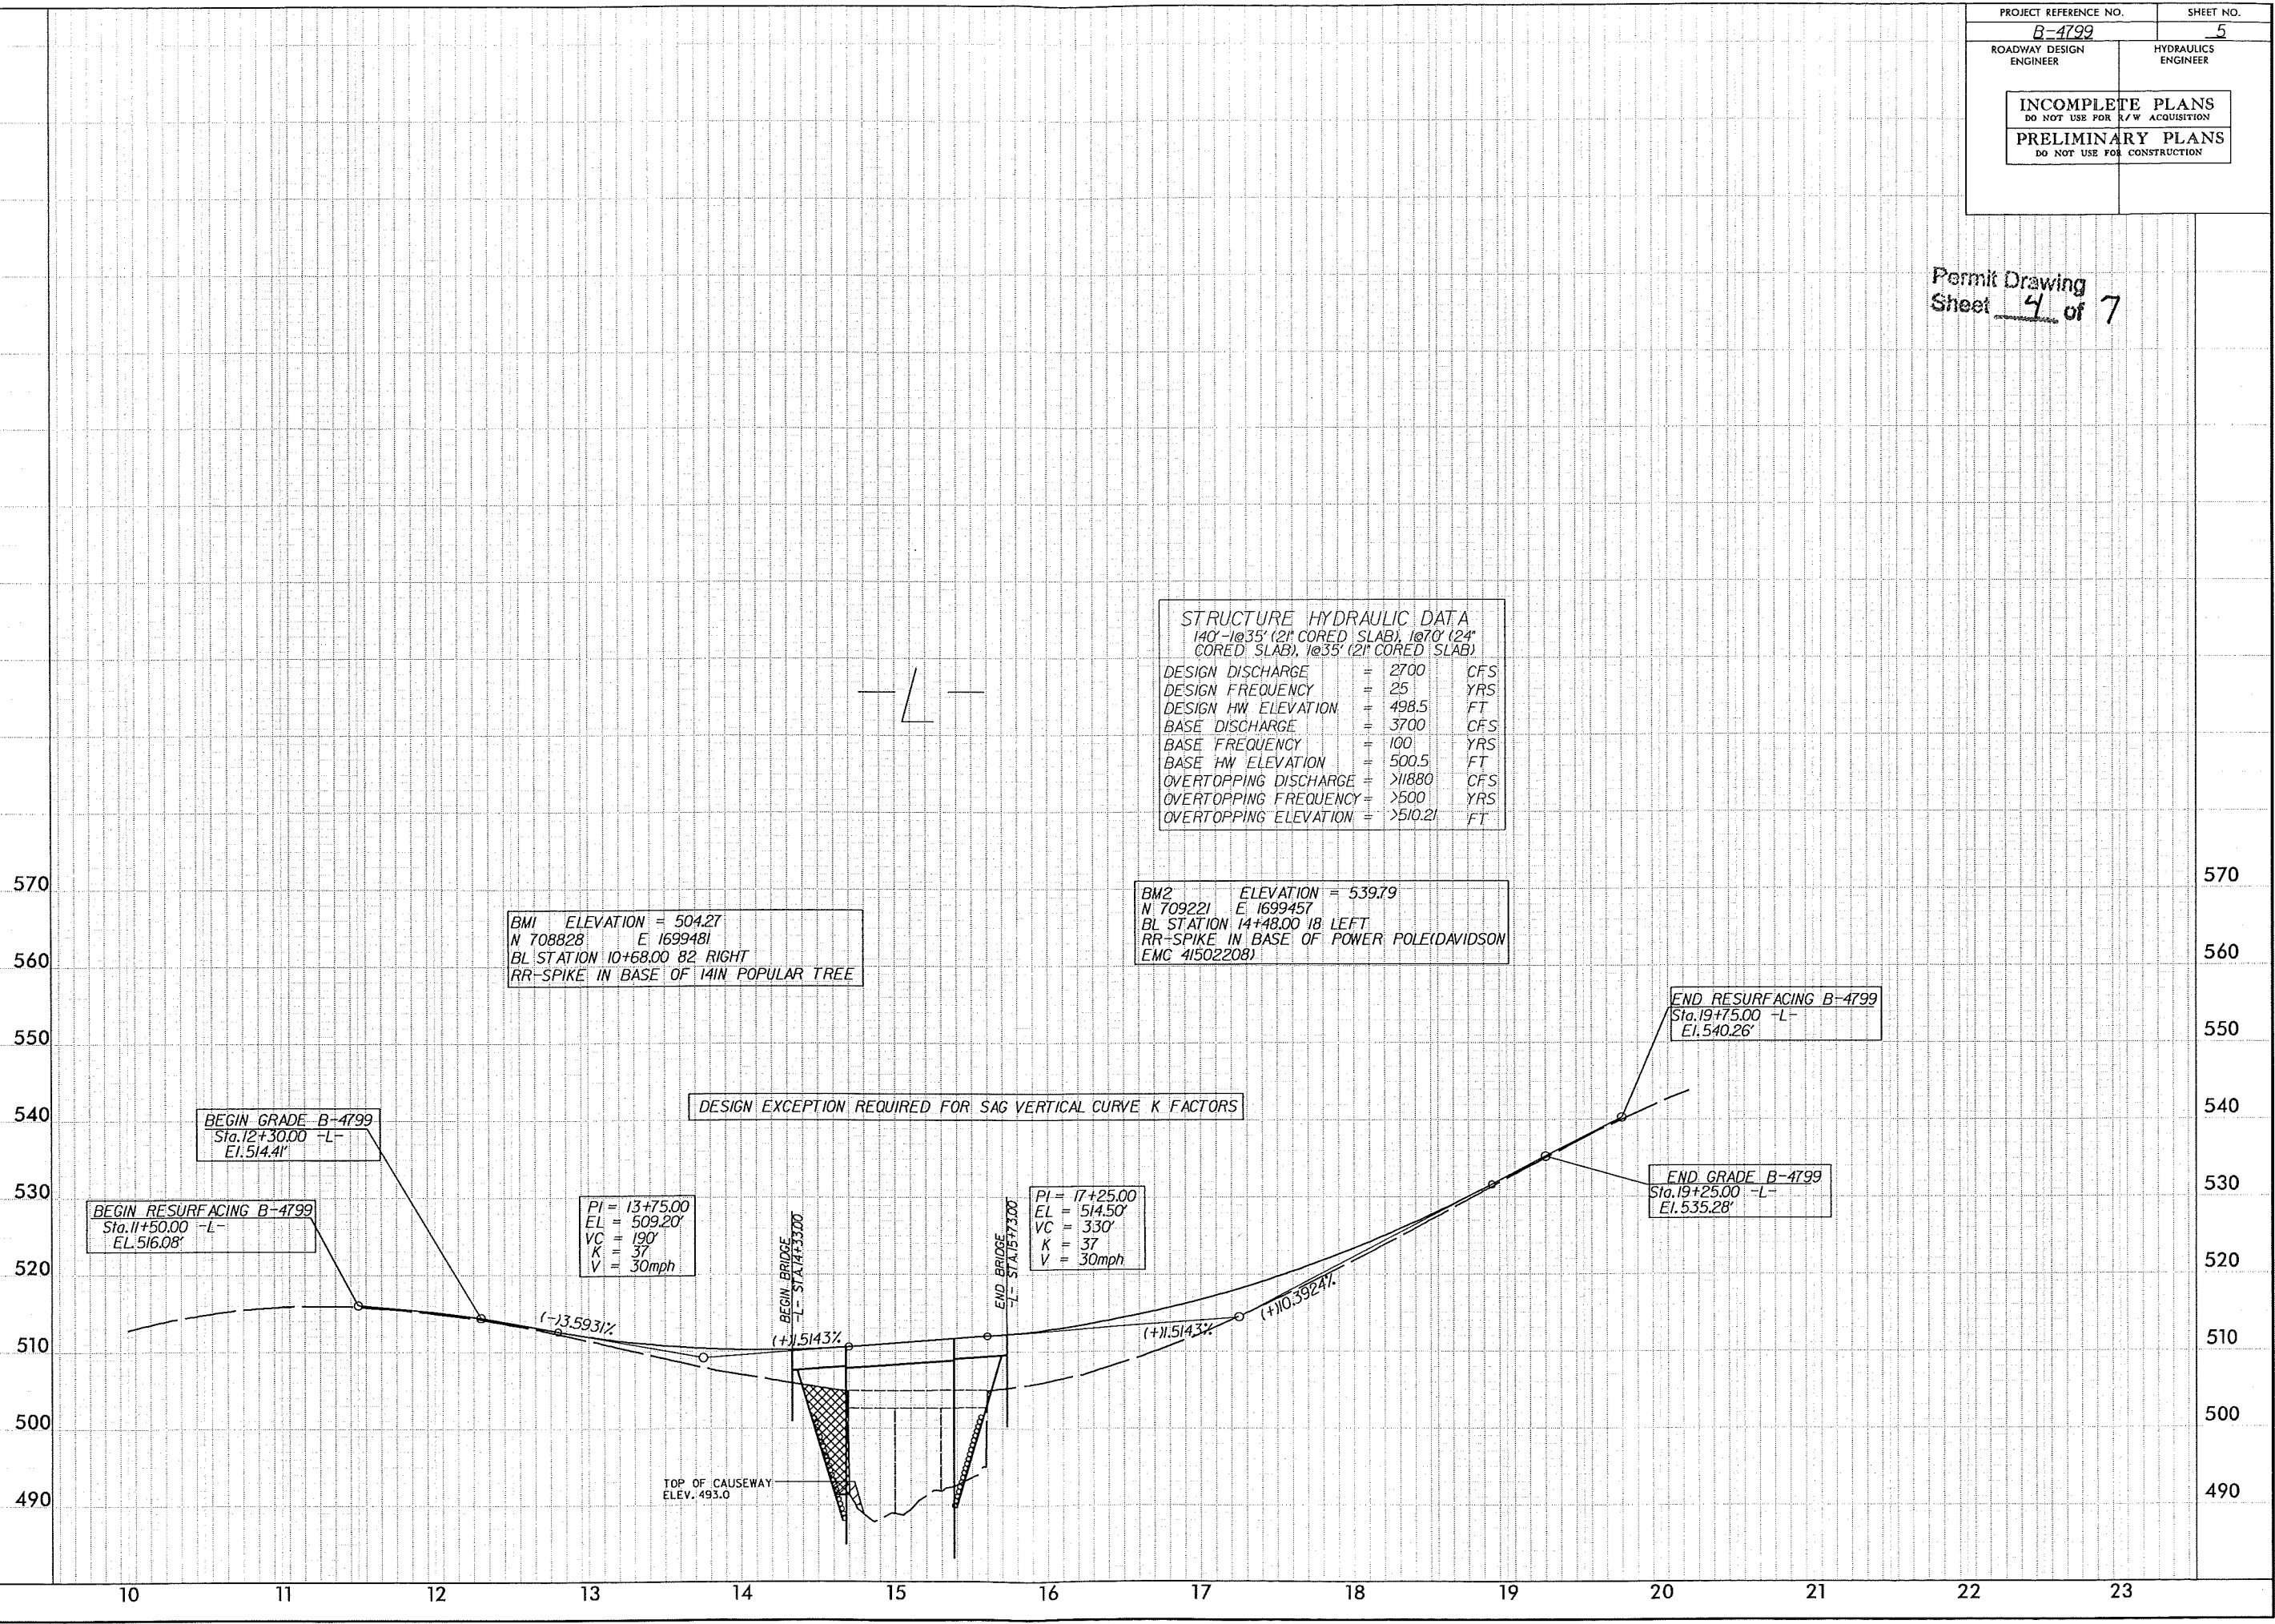 PROJECT REFERENCE NO. SHEET NO.
B-4799 5
ROADWAY DESIGN ENGINEER HYDRAULICS ENGINEER
INCOMPLETE PLANS
DO NOT USE FOR R/W ACQUISITION
PRELIMINARY PLANS
DO NOT USE FOR CONSTRUCTION
Permit Drawing
Sheet 4 of 7
STRUCTURE HYDRAULIC DATA
140'-1@35' (21" CORED SLAB), 1@70' (24"
CORED SLAB), 1@35' (21" CORED SLAB)
DESIGN DISCHARGE = 2700 CFS
DESIGN FREQUENCY = 25 YRS
DESIGN HW ELEVATION = 498.5 FT
BASE DISCHARGE = 3700 CFS
BASE FREQUENCY = 100 YRS
BASE HW ELEVATION = 500.5 FT
OVERTOPPING DISCHARGE = >11880 CFS
OVERTOPPING FREQUENCY = >500 YRS
OVERTOPPING ELEVATION = >510.21 FT
-L-
570 570
BM1 ELEVATION = 504.27
N 708828 E 1699481
BL STATION 10+68.00 82 RIGHT
RR-SPIKE IN BASE OF 14IN POPULAR TREE
BM2 ELEVATION = 539.79
N 709221 E 1699457
BL STATION 14+48.00 18 LEFT
RR-SPIKE IN BASE OF POWER POLE(DAVIDSON
EMC 41502208)
560 560
END RESURFACING B-4799
Sta.19+75.00 -L-
El.540.26'
550 550
DESIGN EXCEPTION REQUIRED FOR SAG VERTICAL CURVE K FACTORS
540 540
BEGIN GRADE B-4799
Sta.12+30.00 -L-
El.514.41'
END GRADE B-4799
Sta.19+25.00 -L-
El.535.28'
530 530
BEGIN RESURFACING B-4799
Sta.11+50.00 -L-
EL.516.08'
PI = 13+75.00
EL = 509.20'
VC = 190'
K = 37
V = 30mph
BEGIN BRIDGE
-L- STA.14+33.00
END BRIDGE
-L- STA.15+73.00
PI = 17+25.00
EL = 514.50'
VC = 330'
K = 37
V = 30mph
520 520
(-)3.5931%
(+)1.5143%
(+)1.5143%
(+)10.3924%
510 510
500 500
TOP OF CAUSEWAY
ELEV. 493.0
490 490
10 11 12 13 14 15 16 17 18 19 20 21 22 23